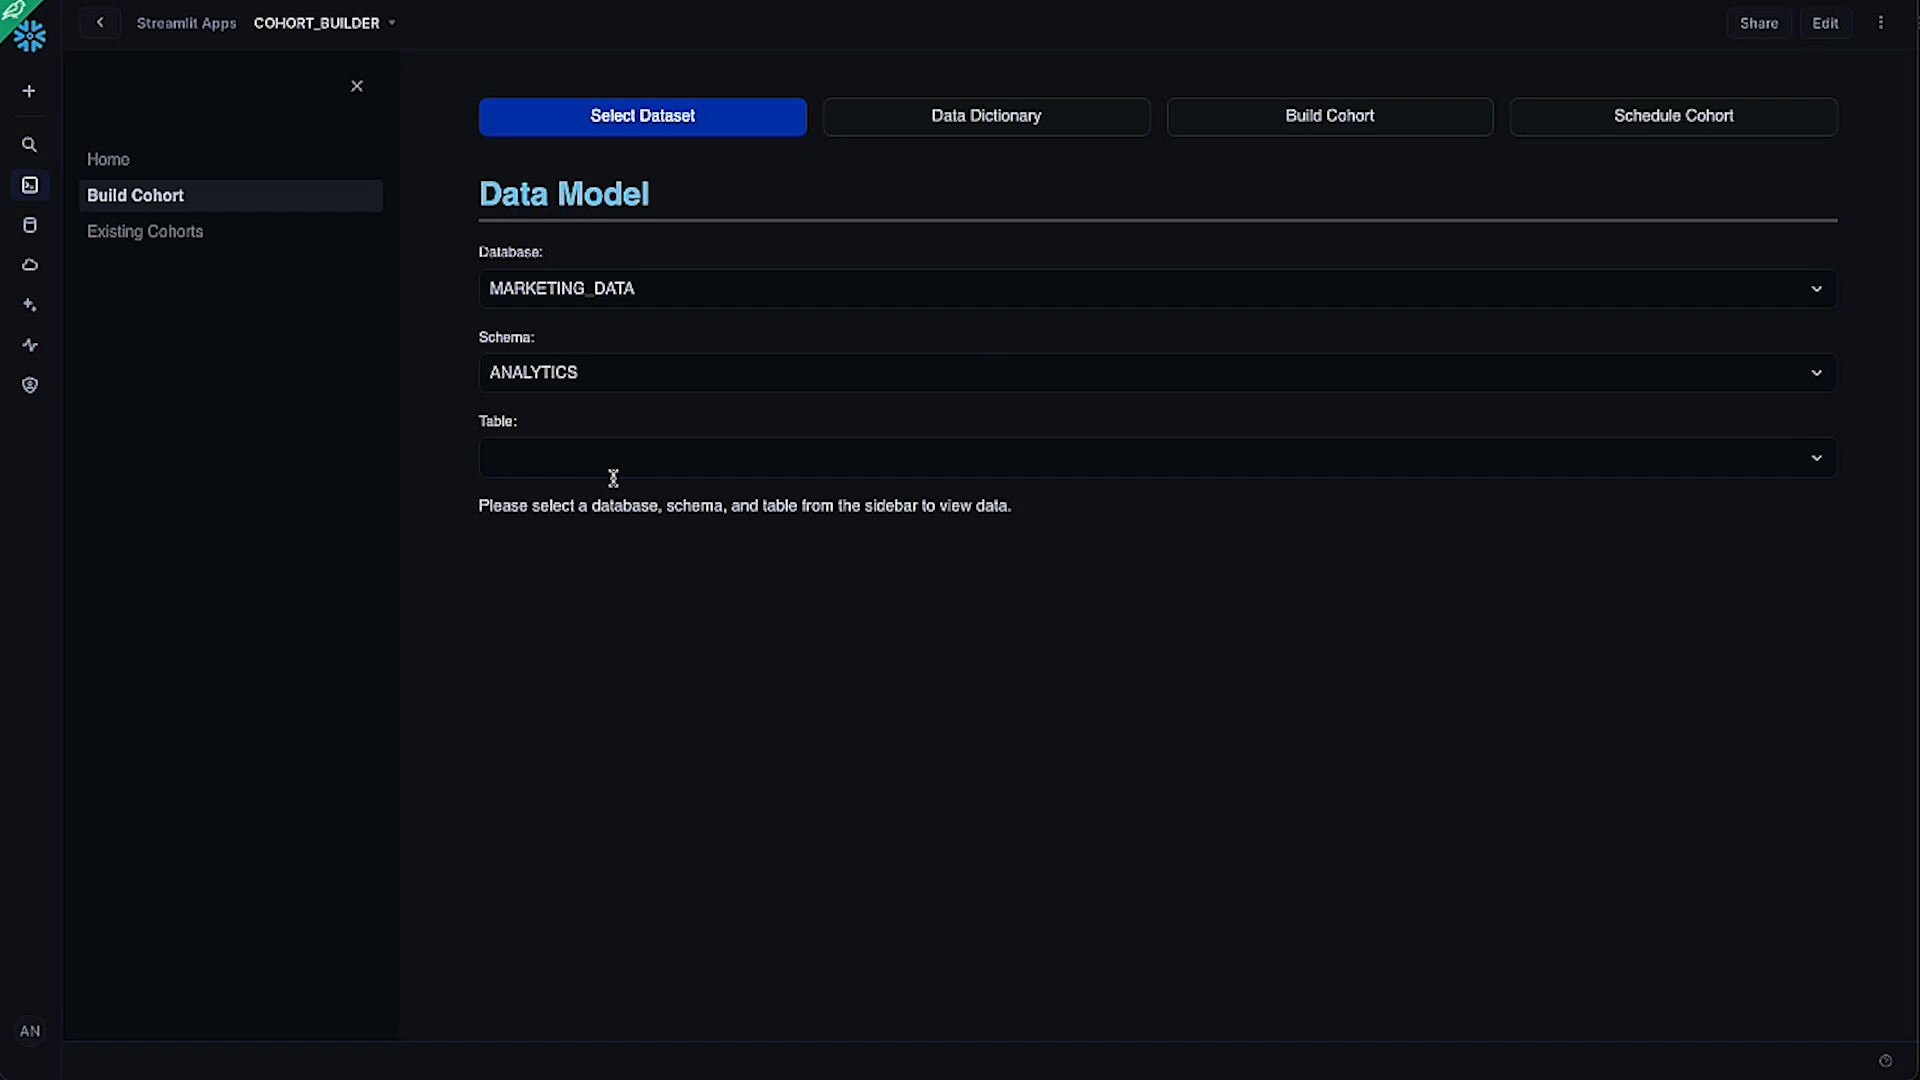 Streamlit Apps COHORT_BUILDER
Share Edit
Home
Build Cohort
Existing Cohorts
Select Dataset Data Dictionary Build Cohort Schedule Cohort
Data Model
Database:
MARKETING_DATA
Schema:
ANALYTICS
Table:
Please select a database, schema, and table from the sidebar to view data.
AN